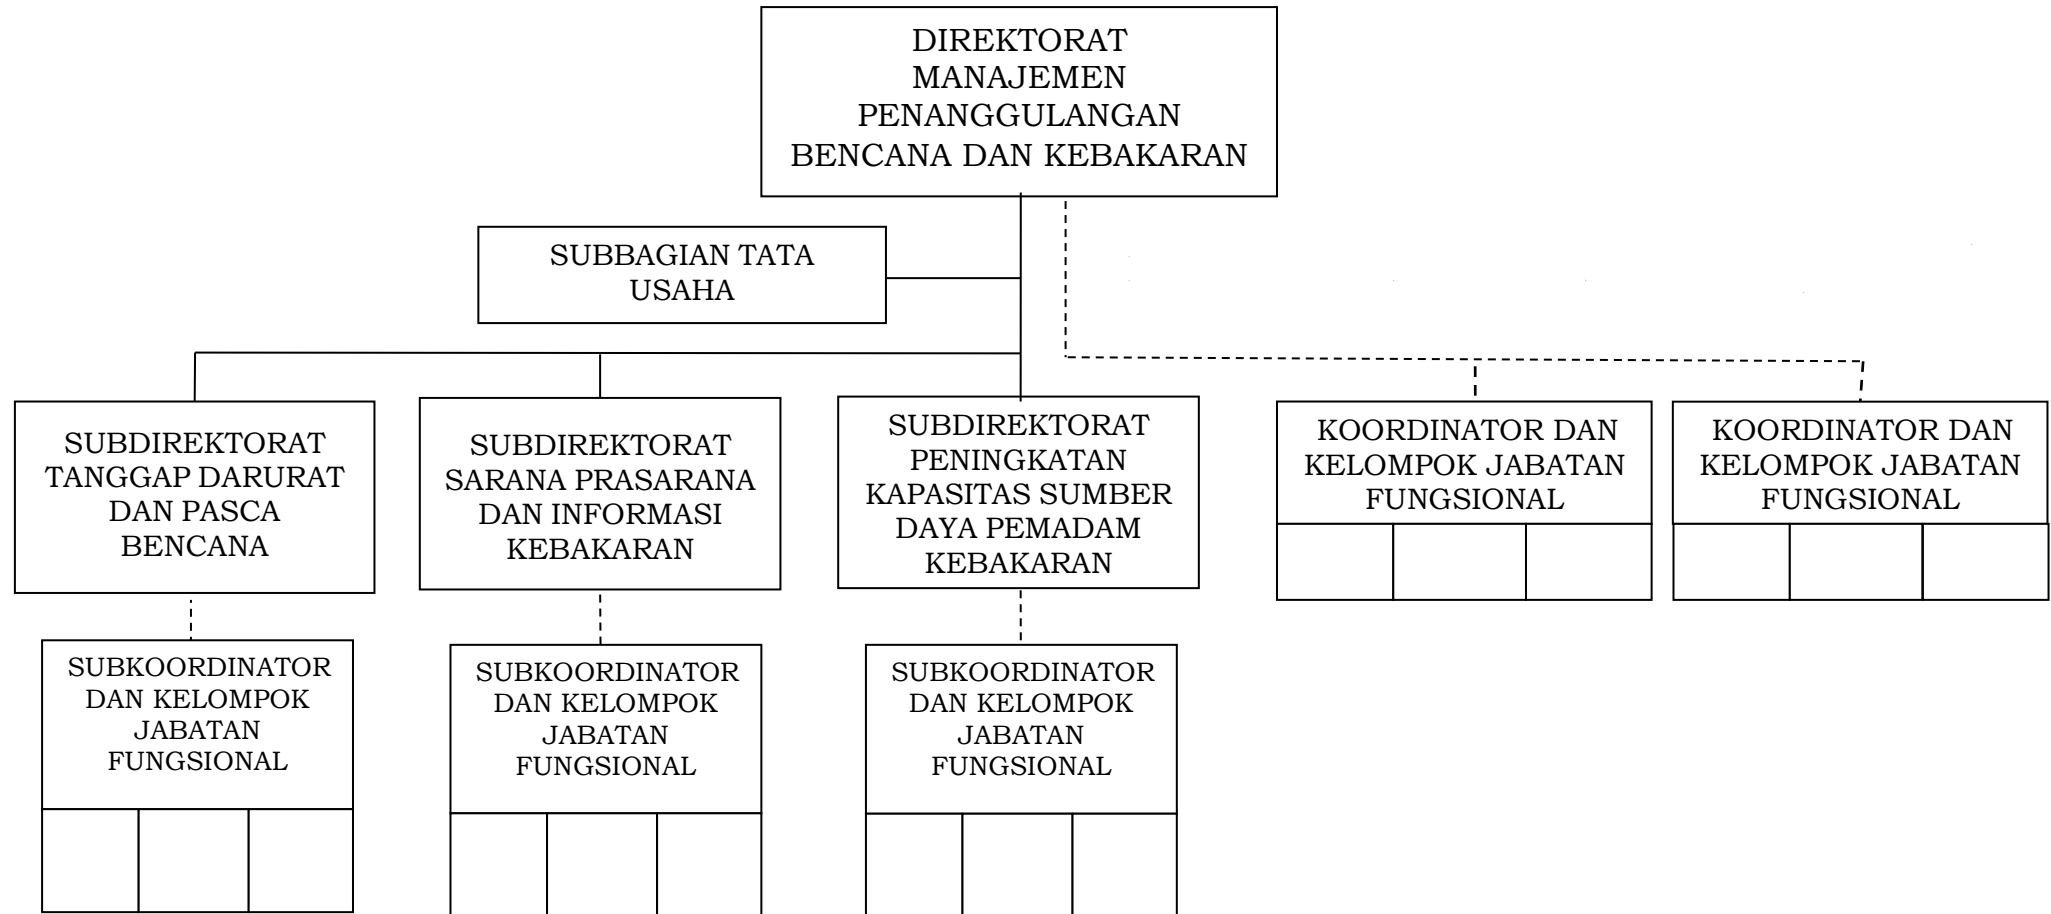 DIREKTORAT
MANAJEMEN
PENANGGULANGAN
BENCANA DAN KEBAKARAN
SUBBAGIAN TATA
USAHA
SUBDIREKTORAT
TANGGAP DARURAT
DAN PASCA
BENCANA
SUBDIREKTORAT
SARANA PRASARANA
DAN INFORMASI
KEBAKARAN
SUBDIREKTORAT
PENINGKATAN
KAPASITAS SUMBER
DAYA PEMADAM
KEBAKARAN
KOORDINATOR DAN
KELOMPOK JABATAN
FUNGSIONAL
KOORDINATOR DAN
KELOMPOK JABATAN
FUNGSIONAL
SUBKOORDINATOR
DAN KELOMPOK
JABATAN
FUNGSIONAL
SUBKOORDINATOR
DAN KELOMPOK
JABATAN
FUNGSIONAL
SUBKOORDINATOR
DAN KELOMPOK
JABATAN
FUNGSIONAL